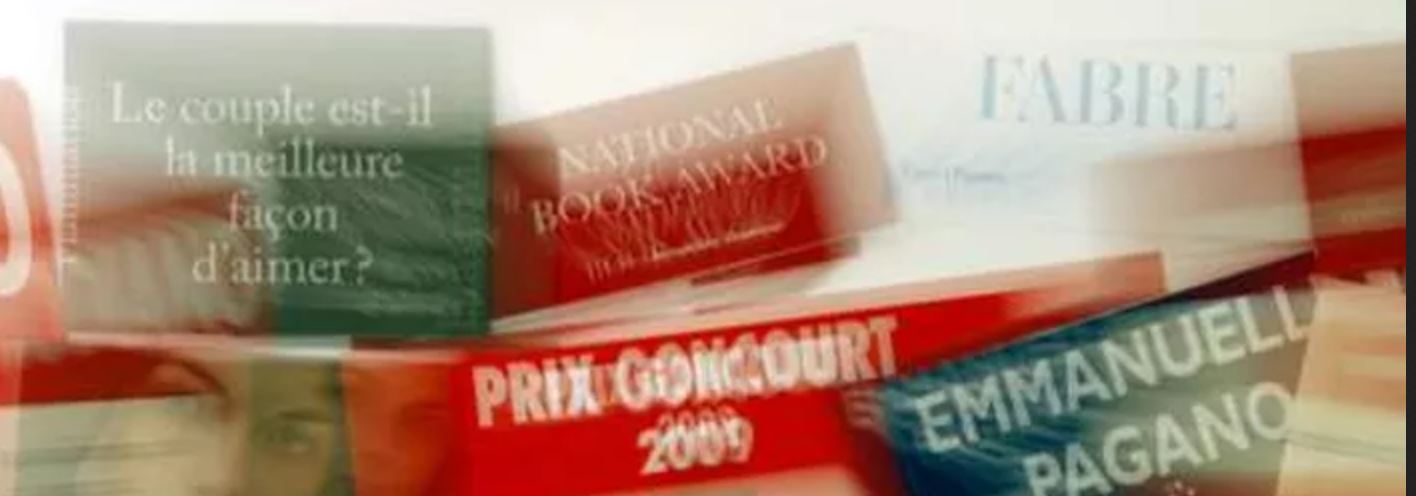 Le couple est-il
la meilleure
façon
d'aimer ?
NATIONAL
BOOK AWARD
FABRE
PRIX GONCOURT
2009
EMMANUELL
PAGANO